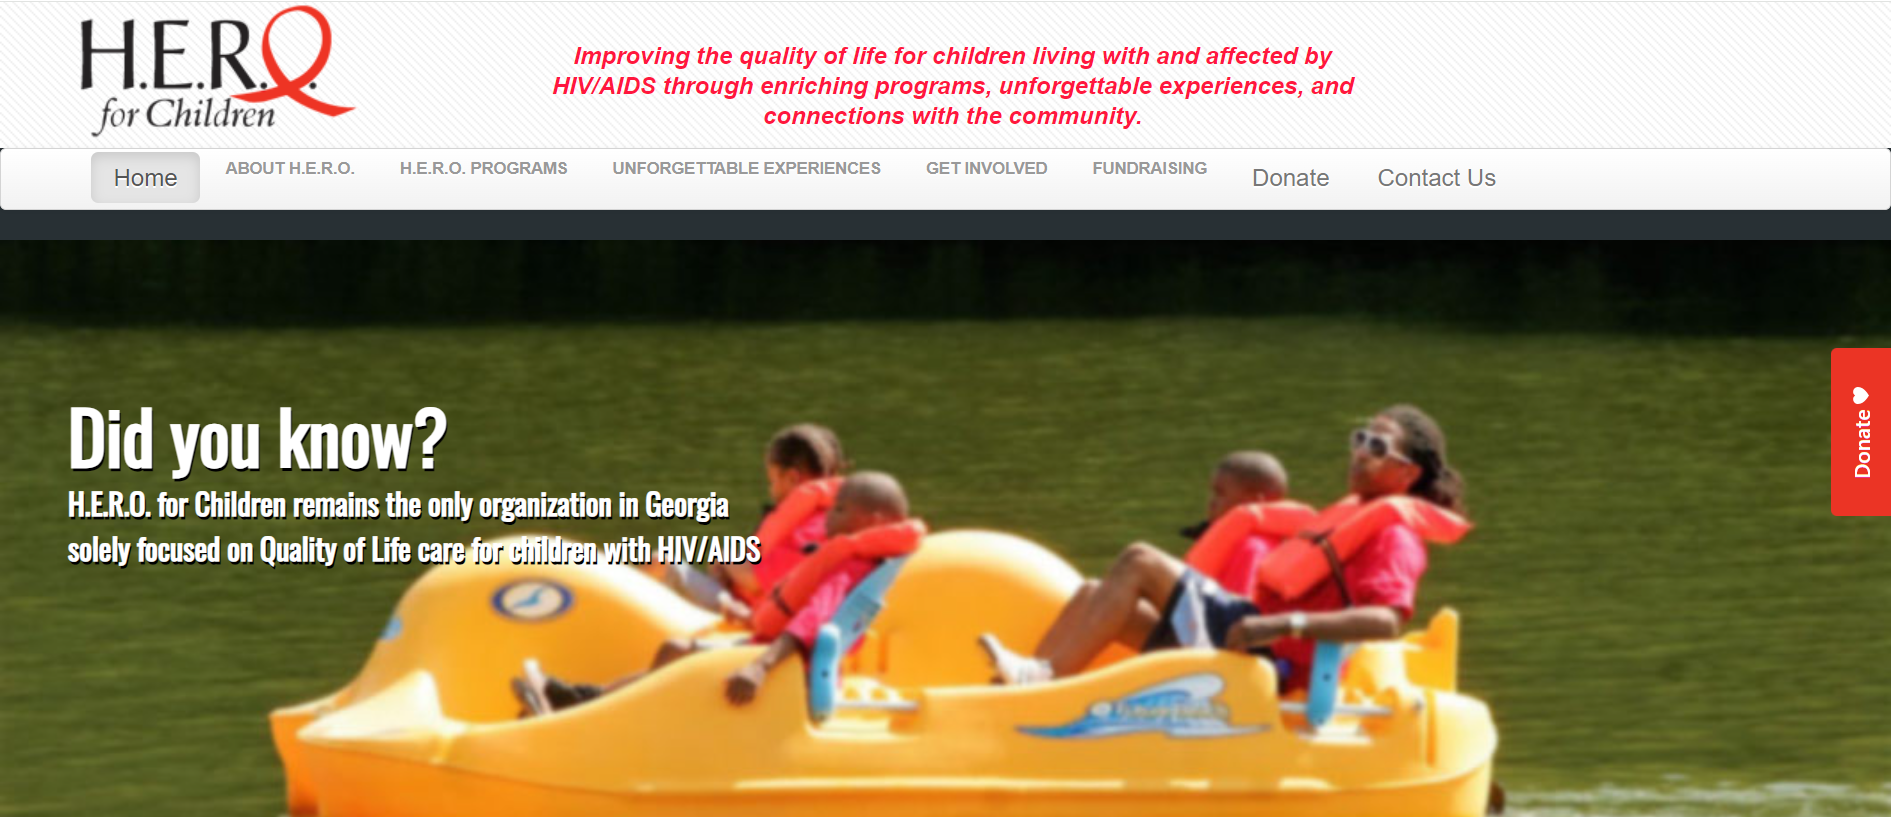 H.E.R.O.
for Children
Improving the quality of life for children living with and affected by
HIV/AIDS through enriching programs, unforgettable experiences, and
connections with the community.
Home ABOUT H.E.R.O. H.E.R.O. PROGRAMS UNFORGETTABLE EXPERIENCES GET INVOLVED FUNDRAISING Donate Contact Us
Did you know?
H.E.R.O. for Children remains the only organization in Georgia
solely focused on Quality of Life care for children with HIV/AIDS
Donate